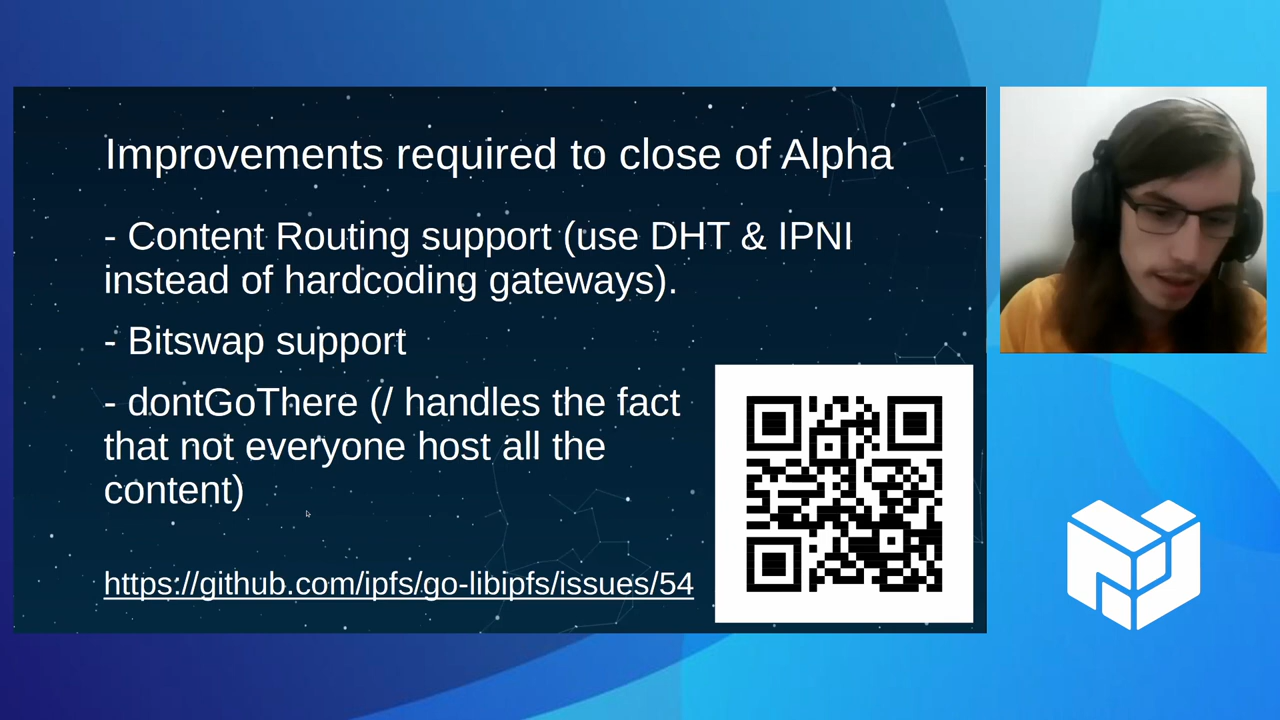 Improvements required to close of Alpha
- Content Routing support (use DHT & IPNI
instead of hardcoding gateways).
- Bitswap support
- dontGoThere (/ handles the fact
that not everyone host all the
content)
https://github.com/ipfs/go-libipfs/issues/54